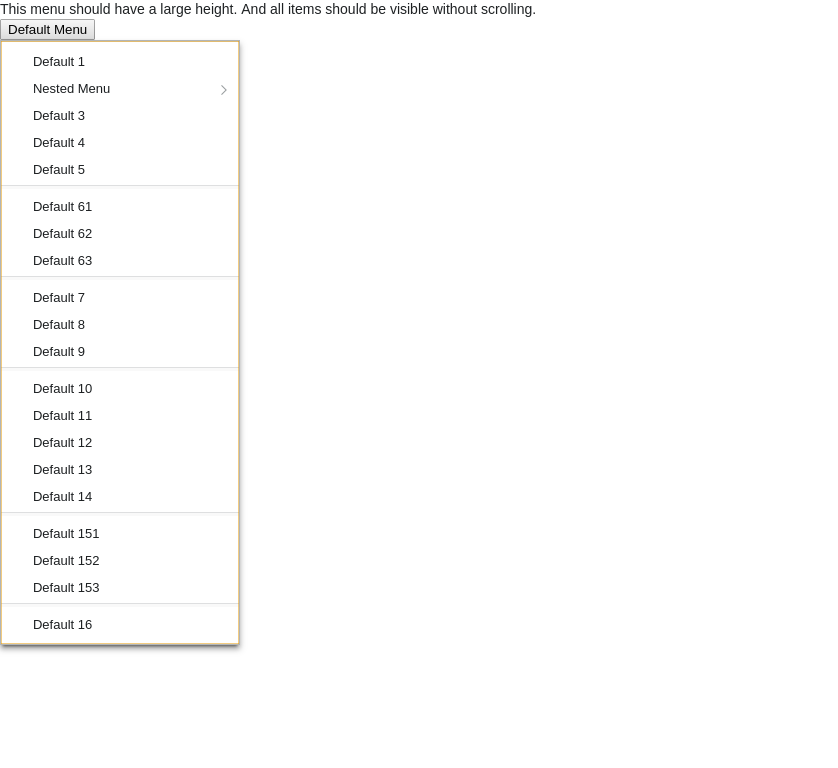 This menu should have a large height. And all items should be visible without scrolling.
Default Menu
Default 1
Nested Menu
Default 3
Default 4
Default 5
Default 61
Default 62
Default 63
Default 7
Default 8
Default 9
Default 10
Default 11
Default 12
Default 13
Default 14
Default 151
Default 152
Default 153
Default 16